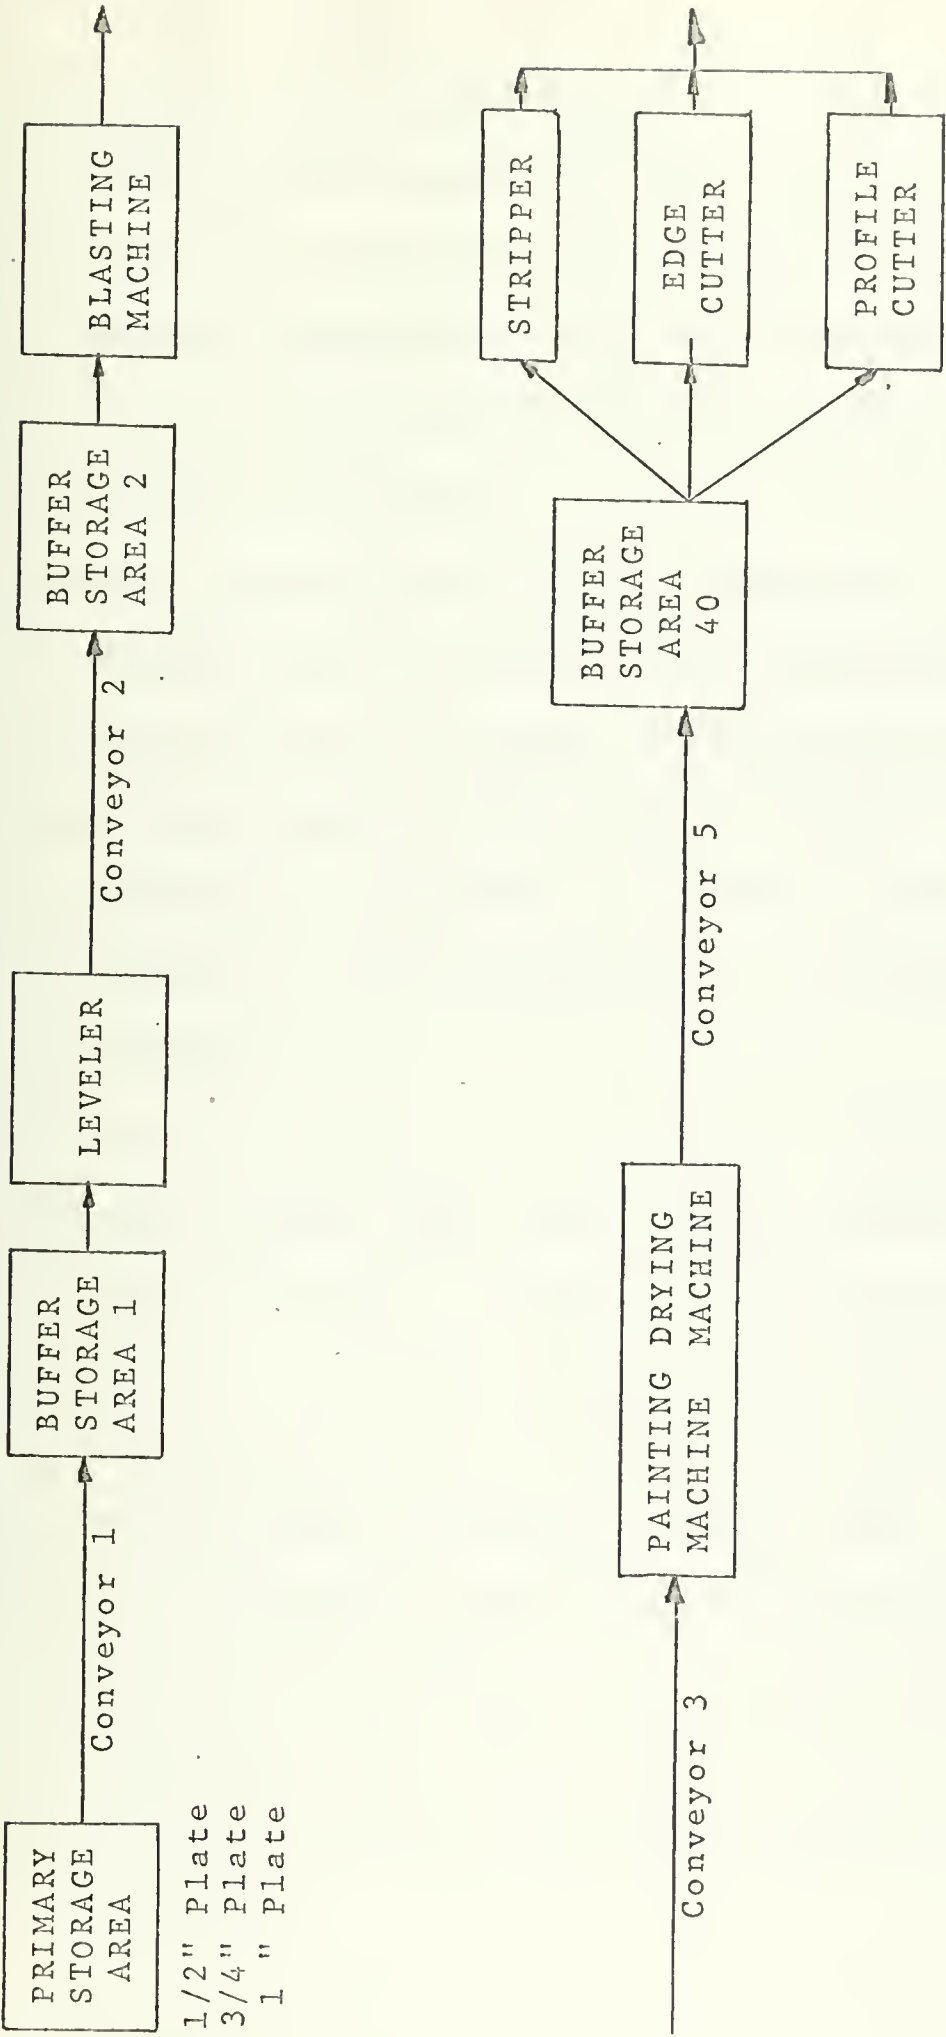 PRIMARY
STORAGE
AREA
1/2" Plate
3/4" Plate
1 " Plate
Conveyor 1
BUFFER
STORAGE
AREA 1
LEVELER
Conveyor 2
BUFFER
STORAGE
AREA 2
BLASTING
MACHINE
Conveyor 3
PAINTING DRYING
MACHINE MACHINE
Conveyor 5
BUFFER
STORAGE
AREA
40
STRIPPER
EDGE
CUTTER
PROFILE
CUTTER